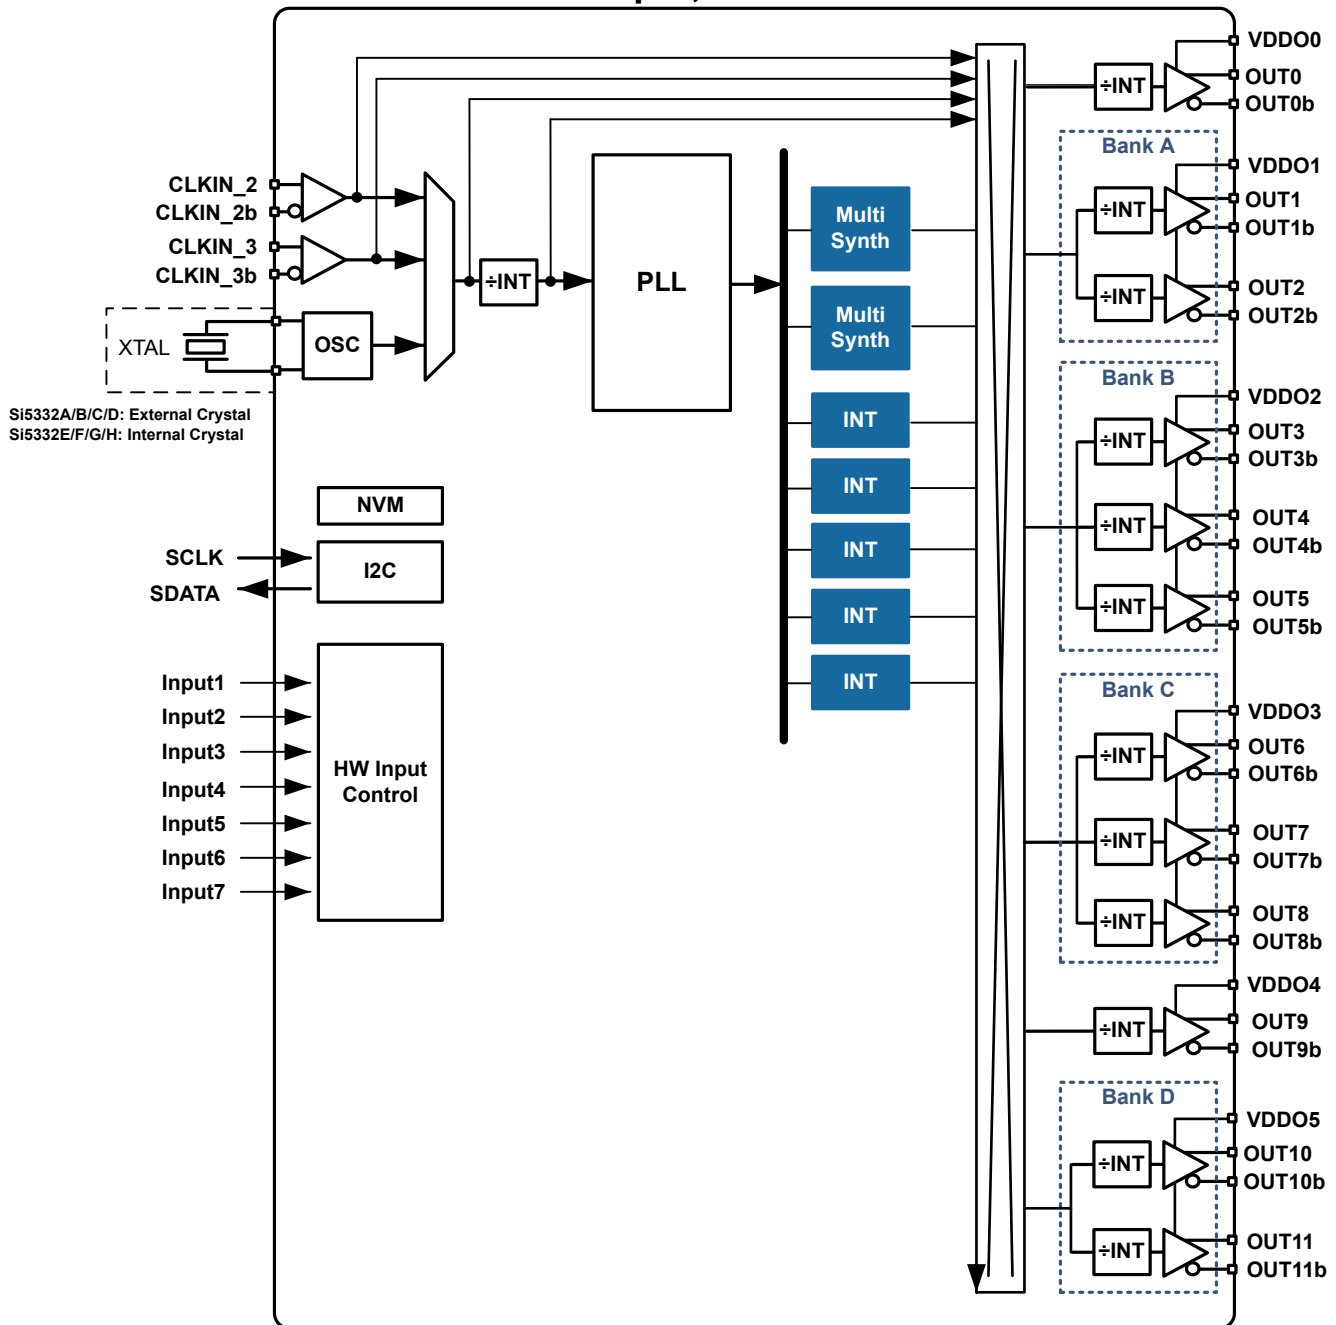 VDDO0
OUT0
÷INT
OUT0b
Bank A
VDDO1
CLKIN_2
CLKIN_2b
OUT1
÷INT
OUT1b
Multi
Synth
CLKIN_3
CLKIN_3b
÷INT
PLL
OUT2
÷INT
OUT2b
Multi
Synth
XTAL
OSC
Bank B
VDDO2
Si5332A/B/C/D: External Crystal
Si5332E/F/G/H: Internal Crystal
INT
OUT3
÷INT
OUT3b
INT
NVM
OUT4
÷INT
OUT4b
SCLK
SDATA
I2C
INT
OUT5
÷INT
OUT5b
INT
INT
Bank C
VDDO3
Input1
Input2
Input3
Input4
Input5
Input6
Input7
HW Input
Control
OUT6
÷INT
OUT6b
OUT7
÷INT
OUT7b
OUT8
÷INT
OUT8b
VDDO4
OUT9
÷INT
OUT9b
Bank D
VDDO5
OUT10
÷INT
OUT10b
OUT11
÷INT
OUT11b